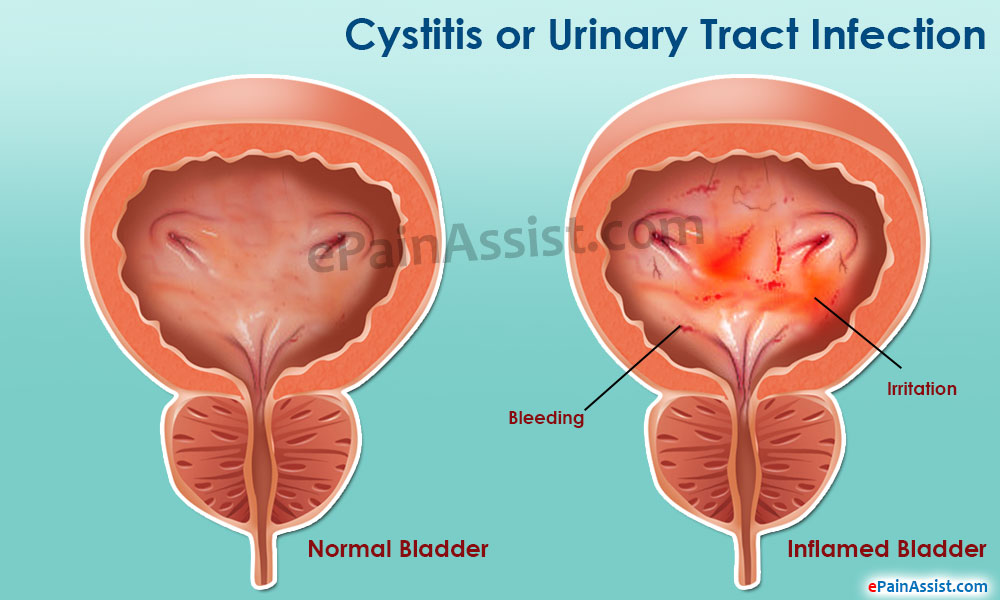 Cystitis or Urinary Tract Infection
ePainAssist.com
Bleeding
Irritation
Normal Bladder
Inflamed Bladder
ePainAssist.com